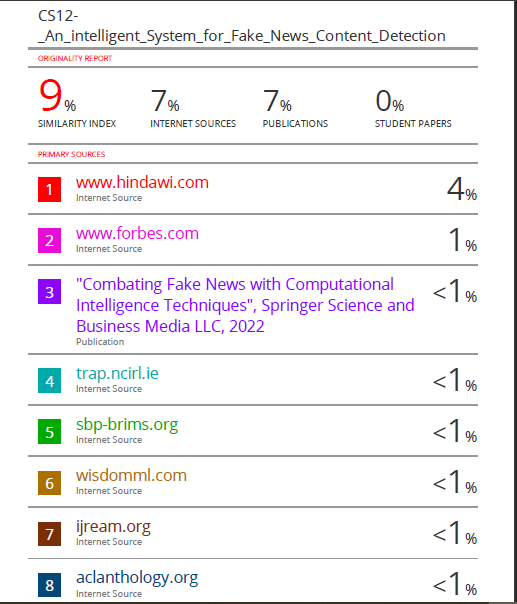 CS12-
_An_intelligent_System_for_Fake_News_Content_Detection
ORIGINALITY REPORT
9% 7% 7% 0%
SIMILARITY INDEX INTERNET SOURCES PUBLICATIONS STUDENT PAPERS
PRIMARY SOURCES
1 www.hindawi.com 4%
Internet Source
2 www.forbes.com 1%
Internet Source
3 "Combating Fake News with Computational <1%
Intelligence Techniques", Springer Science and
Business Media LLC, 2022
Publication
4 trap.ncirl.ie <1%
Internet Source
5 sbp-brims.org <1%
Internet Source
6 wisdomml.com <1%
Internet Source
7 ijream.org <1%
Internet Source
8 aclanthology.org <1%
Internet Source